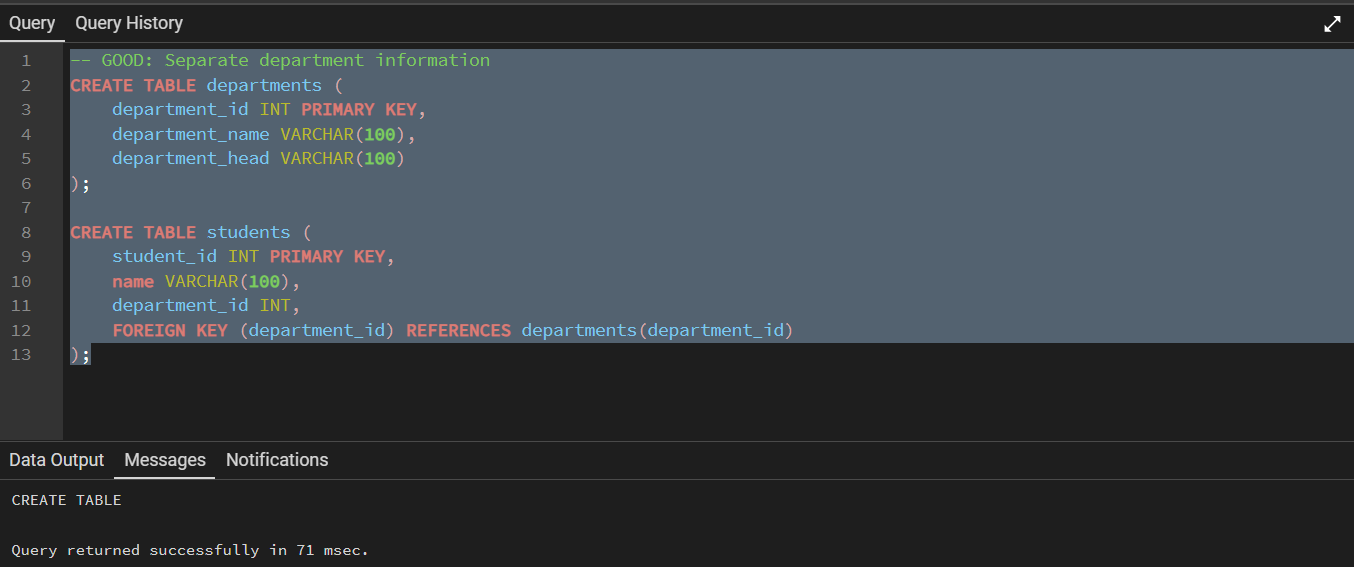 Query Query History
1 -- GOOD: Separate department information
2 CREATE TABLE departments (
3 department_id INT PRIMARY KEY,
4 department_name VARCHAR(100),
5 department_head VARCHAR(100)
6 );
7
8 CREATE TABLE students (
9 student_id INT PRIMARY KEY,
10 name VARCHAR(100),
11 department_id INT,
12 FOREIGN KEY (department_id) REFERENCES departments(department_id)
13 );
Data Output Messages Notifications
CREATE TABLE
Query returned successfully in 71 msec.